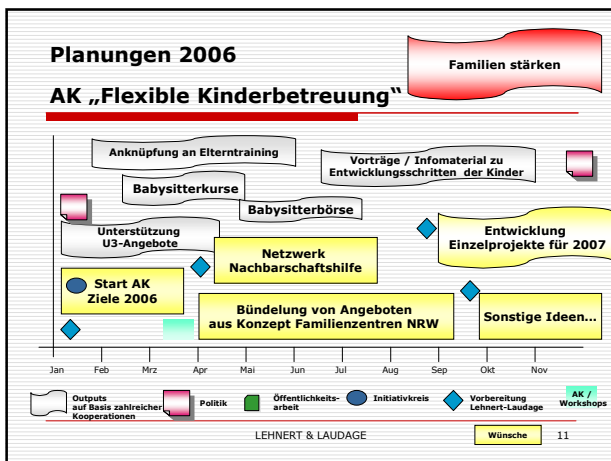 Planungen 2006
Familien stärken
AK „Flexible Kinderbetreuung“
Anknüpfung an Elterntraining
Vorträge / Infomaterial zu
Entwicklungsschritten der Kinder
Babysitterkurse
Babysitterbörse
Unterstützung
U3-Angebote
Entwicklung
Einzelprojekte für 2007
Netzwerk
Nachbarschaftshilfe
Start AK
Ziele 2006
Bündelung von Angeboten
aus Konzept Familienzentren NRW
Sonstige Ideen...
Jan Feb Mrz Apr Mai Jun Jul Aug Sep Okt Nov
Outputs
auf Basis zahlreicher
Kooperationen
Politik
Öffentlichkeits-
arbeit
Initiativkreis
Vorbereitung
Lehnert-Laudage
AK /
Workshops
LEHNERT & LAUDAGE
Wünsche
11